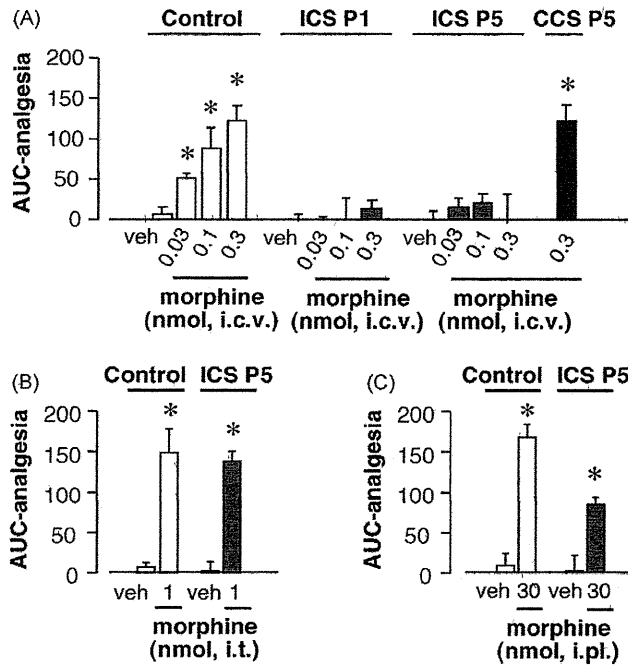 (A) Control ICS P1 ICS P5 CCS P5
AUC-analgesia
200
150
100
50
0
* * * *
veh 0.03 0.1 0.3 veh 0.03 0.1 0.3 veh 0.03 0.1 0.3 0.3
morphine morphine morphine
(nmol, i.c.v.) (nmol, i.c.v.) (nmol, i.c.v.)
(B) Control ICS P5
AUC-analgesia
200
150
100
50
0
* *
veh 1 veh 1
morphine
(nmol, i.t.)
(C) Control ICS P5
AUC-analgesia
200
150
100
50
0
* *
veh 30 veh 30
morphine
(nmol, i.pl.)